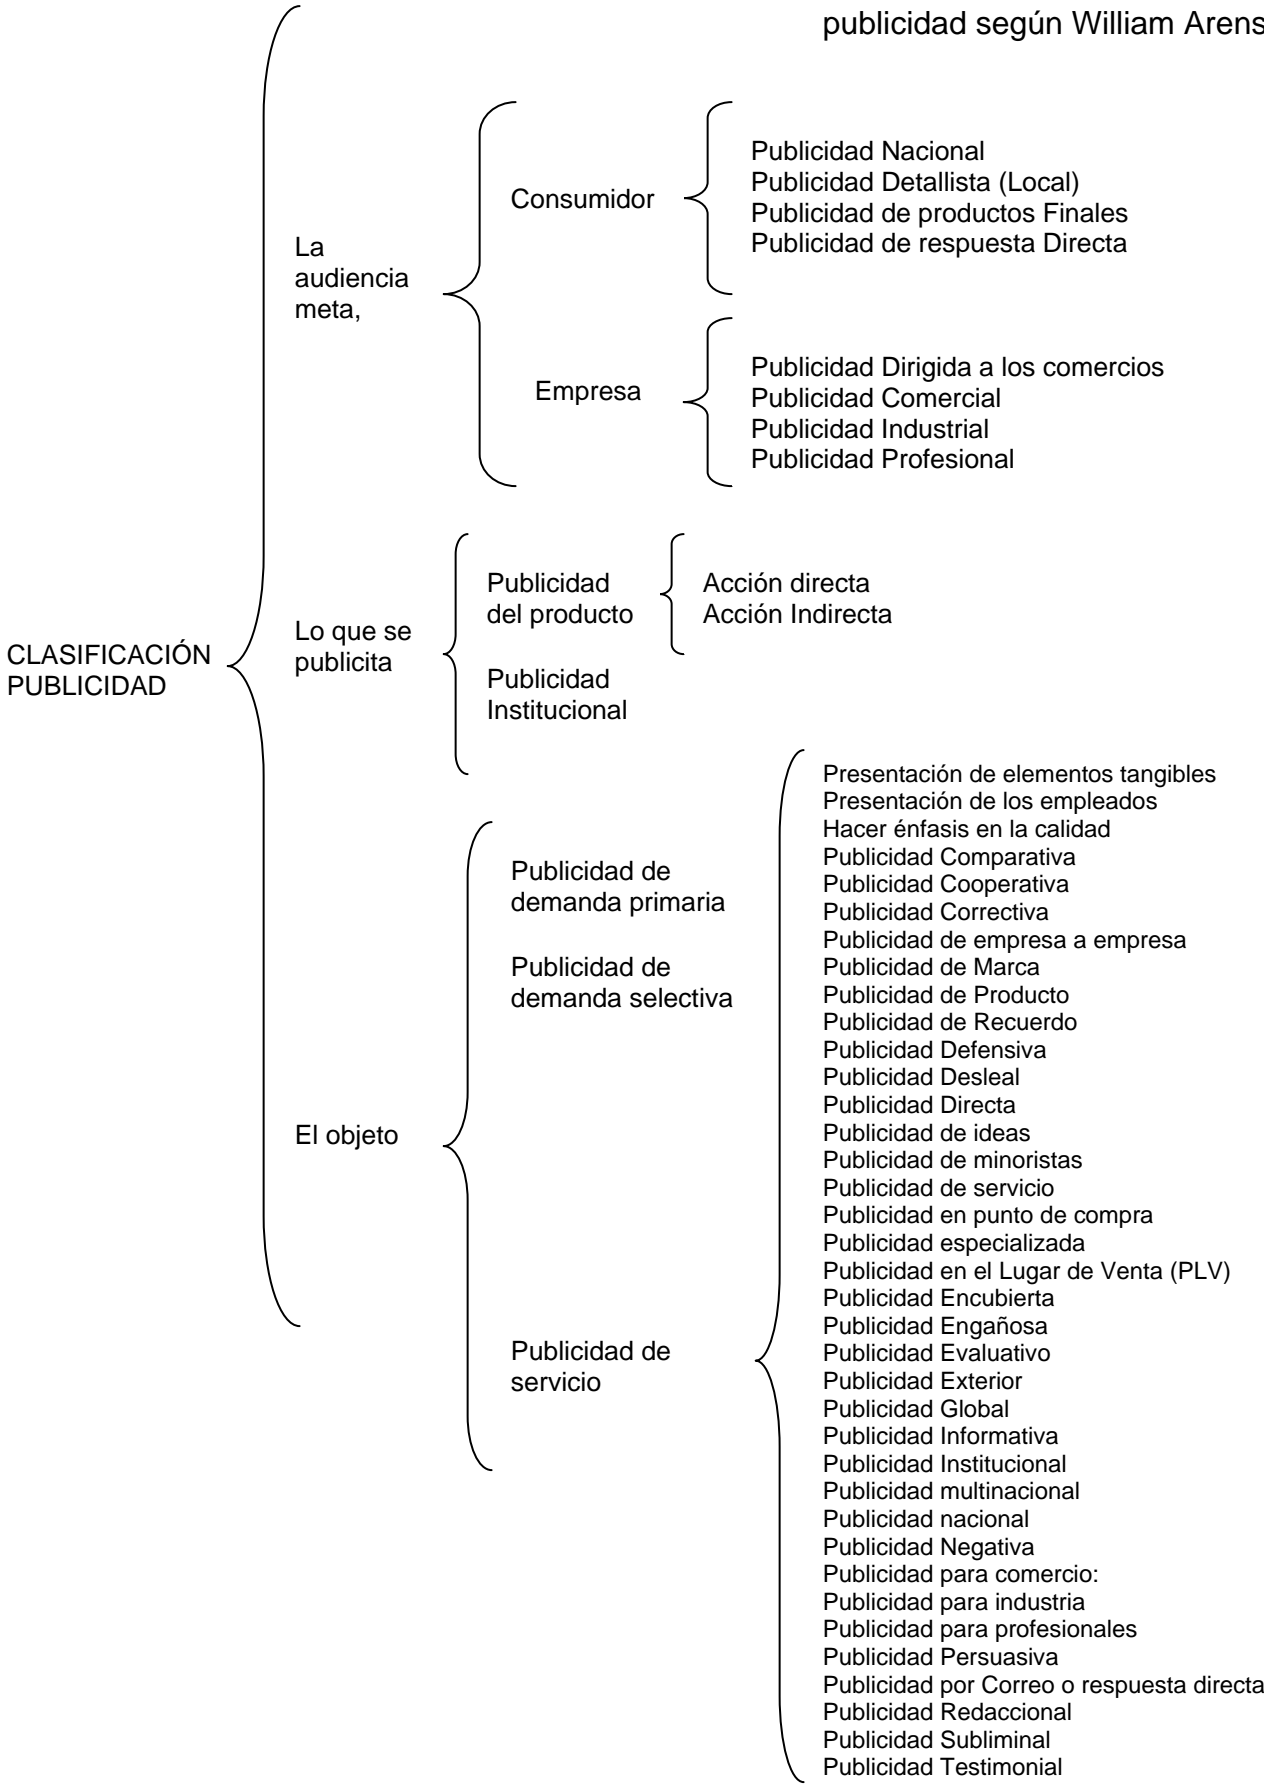 publicidad según William Arens
Publicidad Nacional
Publicidad Detallista (Local)
Publicidad de productos Finales
Publicidad de respuesta Directa
Consumidor
La
audiencia
meta,
Publicidad Dirigida a los comercios
Publicidad Comercial
Publicidad Industrial
Publicidad Profesional
Empresa
Publicidad
del producto
Acción directa
Acción Indirecta
Lo que se
publicita
CLASIFICACIÓN
PUBLICIDAD
Publicidad
Institucional
Publicidad de
demanda primaria
Publicidad de
demanda selectiva
El objeto
Publicidad de
servicio
Presentación de elementos tangibles
Presentación de los empleados
Hacer énfasis en la calidad
Publicidad Comparativa
Publicidad Cooperativa
Publicidad Correctiva
Publicidad de empresa a empresa
Publicidad de Marca
Publicidad de Producto
Publicidad de Recuerdo
Publicidad Defensiva
Publicidad Desleal
Publicidad Directa
Publicidad de ideas
Publicidad de minoristas
Publicidad de servicio
Publicidad en punto de compra
Publicidad especializada
Publicidad en el Lugar de Venta (PLV)
Publicidad Encubierta
Publicidad Engañosa
Publicidad Evaluativo
Publicidad Exterior
Publicidad Global
Publicidad Informativa
Publicidad Institucional
Publicidad multinacional
Publicidad nacional
Publicidad Negativa
Publicidad para comercio:
Publicidad para industria
Publicidad para profesionales
Publicidad Persuasiva
Publicidad por Correo o respuesta directa
Publicidad Redaccional
Publicidad Subliminal
Publicidad Testimonial